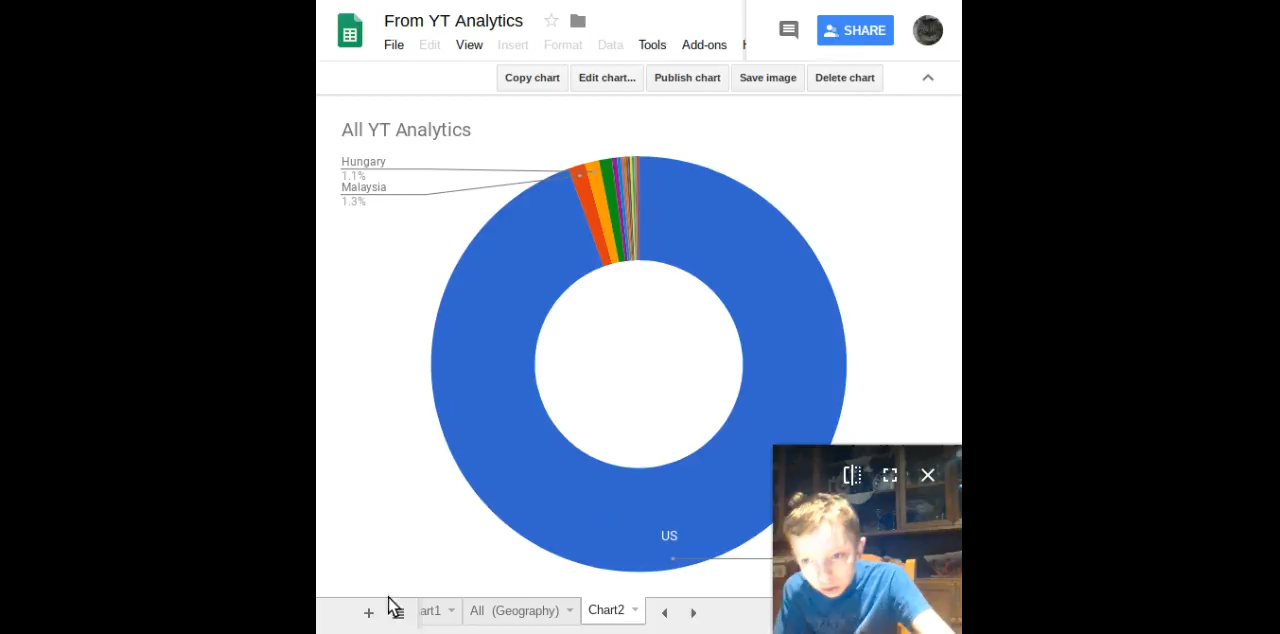 From YT Analytics
SHARE
File Edit View Insert Format Data Tools Add-ons
Copy chart Edit chart... Publish chart Save image Delete chart
All YT Analytics
Hungary
1.1%
Malaysia
1.3%
US
art1 All (Geography) Chart2